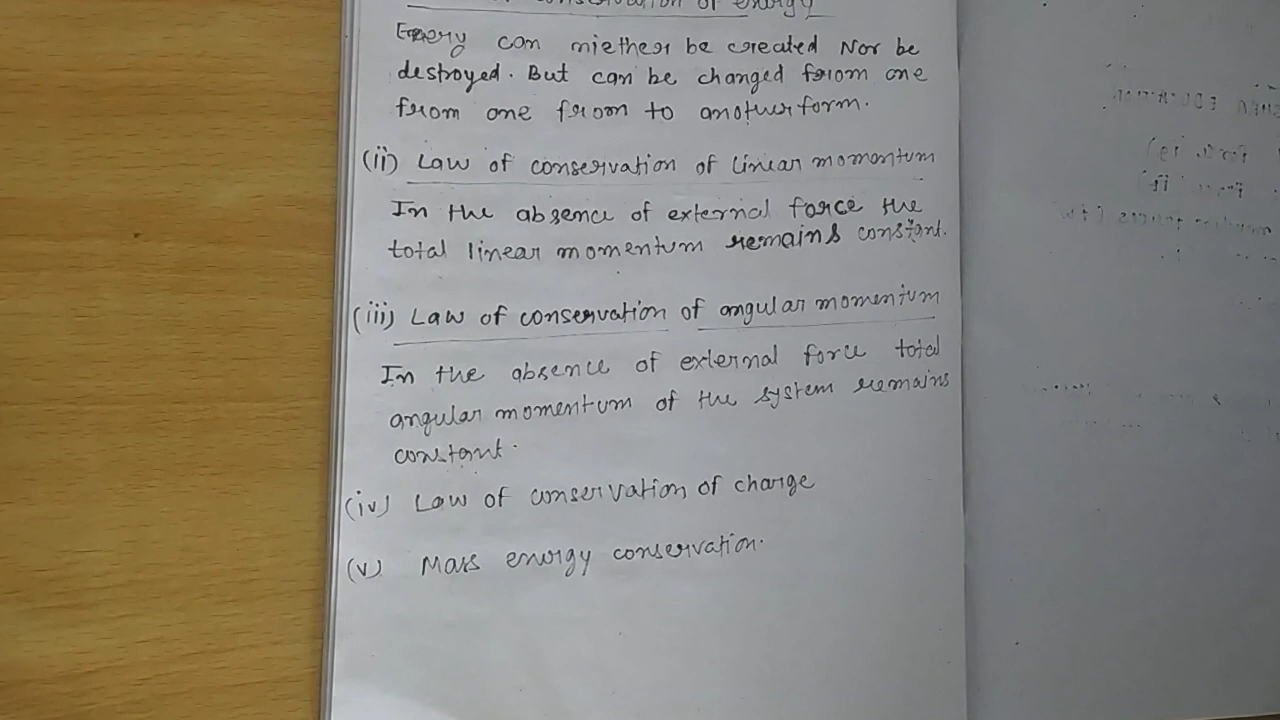 conservation of energy
Energy can niether be created Nor be
destroyed. But can be changed from one
from one from to another form.
(ii) Law of conservation of linear momentum
In the absence of external force the
total linear momentum remains constant.
(iii) Law of conservation of angular momentum
In the absence of external force total
angular momentum of the system remains
constant.
(iv) Law of conservation of charge
(v) Mass energy conservation.